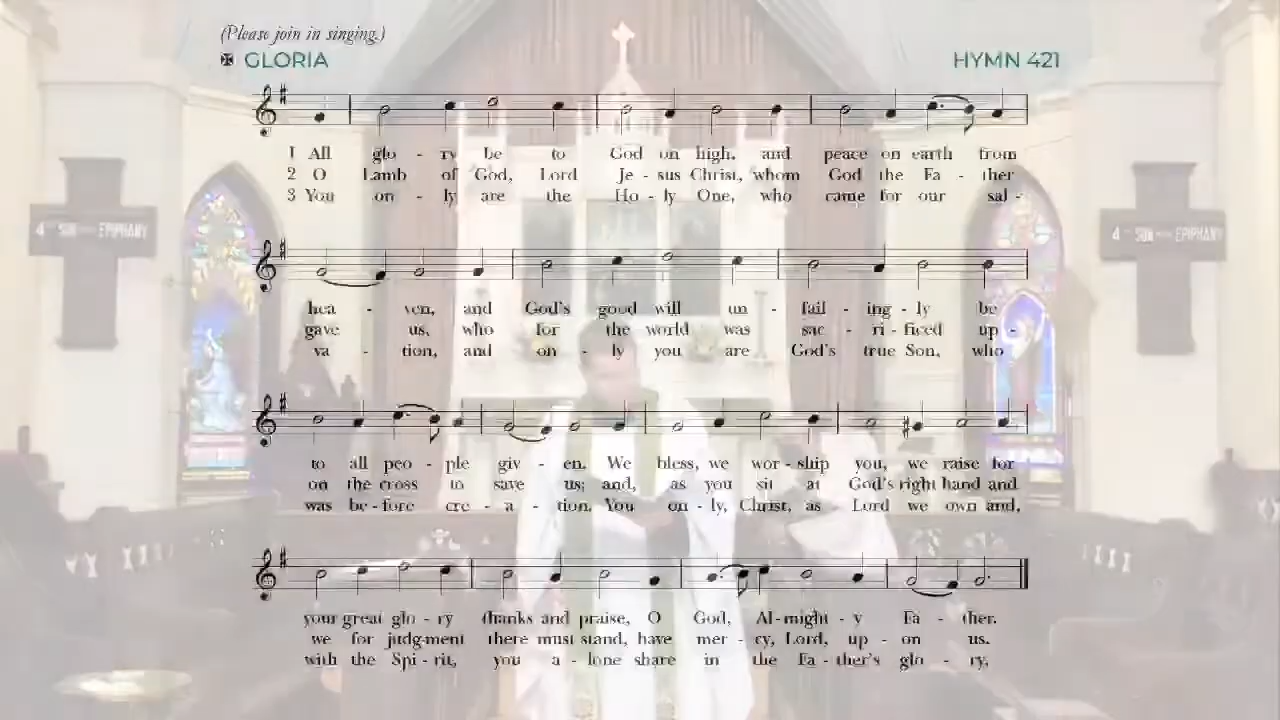 (Please join in singing.)
✠ GLORIA HYMN 421
1 All glo - ry be to God on high, and peace on earth from
2 O Lamb of God, Lord Je - sus Christ, whom God the Fa - ther
3 You on - ly are the Ho - ly One, who came for our sal -
4TH SUN EPIPHANY
4TH SUN EPIPHANY
hea - ven, and God's good will un - fail - ing - ly be
gave us, who for the world was sac - ri - ficed up -
va - tion, and on - ly you are God's true Son, who
to all peo - ple giv - en. We bless, we wor - ship you, we raise for
on the cross to save us; and, as you sit at God's right hand and
was be - fore cre - a - tion. You on - ly, Christ, as Lord we own and,
your great glo - ry thanks and praise, O God, Al - might - y Fa - ther.
we for judg-ment there must stand, have mer - cy, Lord, up - on us.
with the Spi - rit, you a - lone share in the Fa - ther's glo - ry.